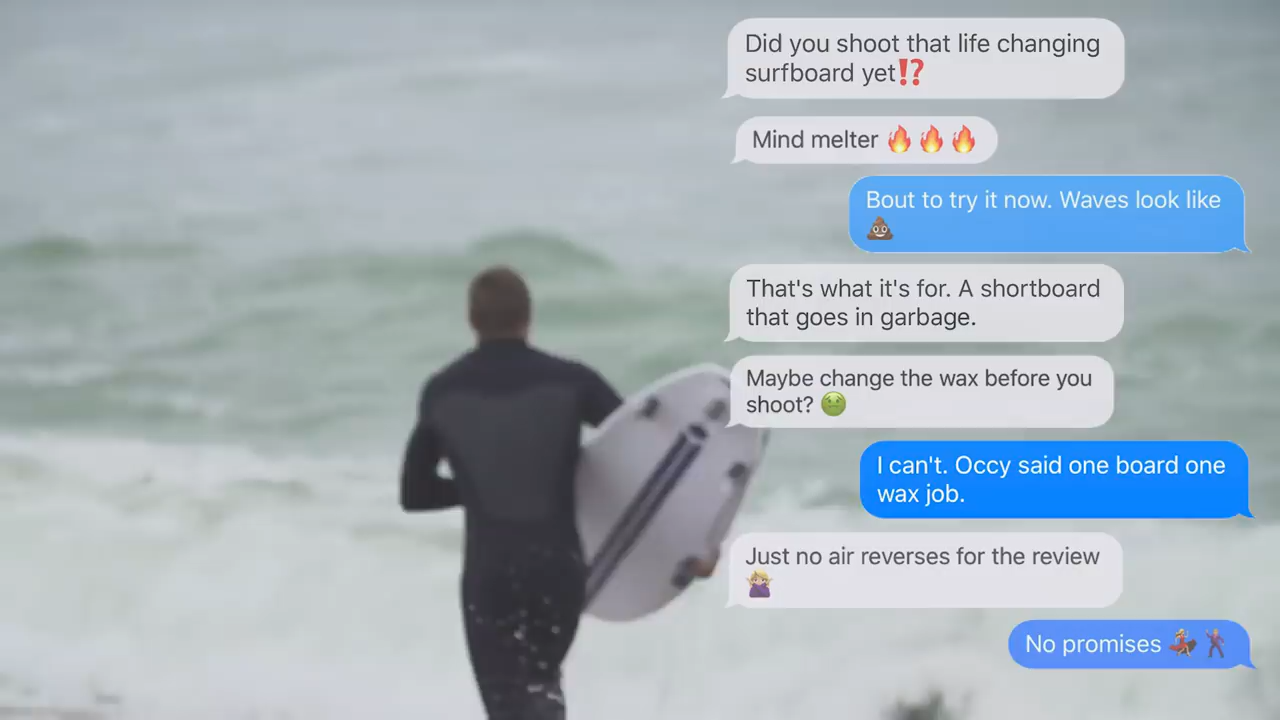 Did you shoot that life changing
surfboard yet⁉️
Mind melter 🔥🔥🔥
Bout to try it now. Waves look like
💩
That's what it's for. A shortboard
that goes in garbage.
Maybe change the wax before you
shoot? 🤢
I can't. Occy said one board one
wax job.
Just no air reverses for the review
🙅🏼‍♀️
No promises 💃🏼🕺🏼